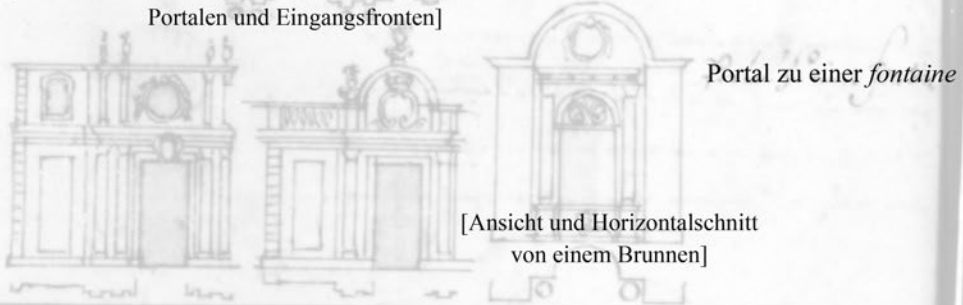 Portalen und Eingangsfronten]
Portal zu einer fontaine
[Ansicht und Horizontalschnitt
von einem Brunnen]